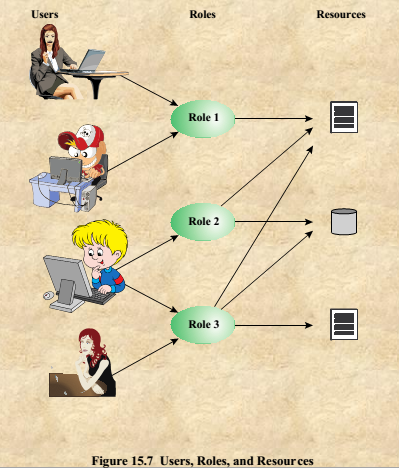 Users Roles Resources
Role 1
Role 2
Role 3
Figure 15.7 Users, Roles, and Resources